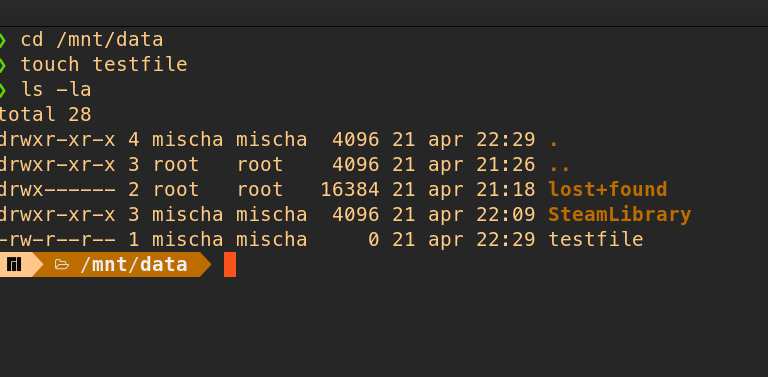 ❯ cd /mnt/data
❯ touch testfile
❯ ls -la
total 28
drwxr-xr-x 4 mischa mischa  4096 21 apr 22:29 .
drwxr-xr-x 3 root   root    4096 21 apr 21:26 ..
drwx------ 2 root   root   16384 21 apr 21:18 lost+found
drwxr-xr-x 3 mischa mischa  4096 21 apr 22:09 SteamLibrary
-rw-r--r-- 1 mischa mischa     0 21 apr 22:29 testfile
/mnt/data